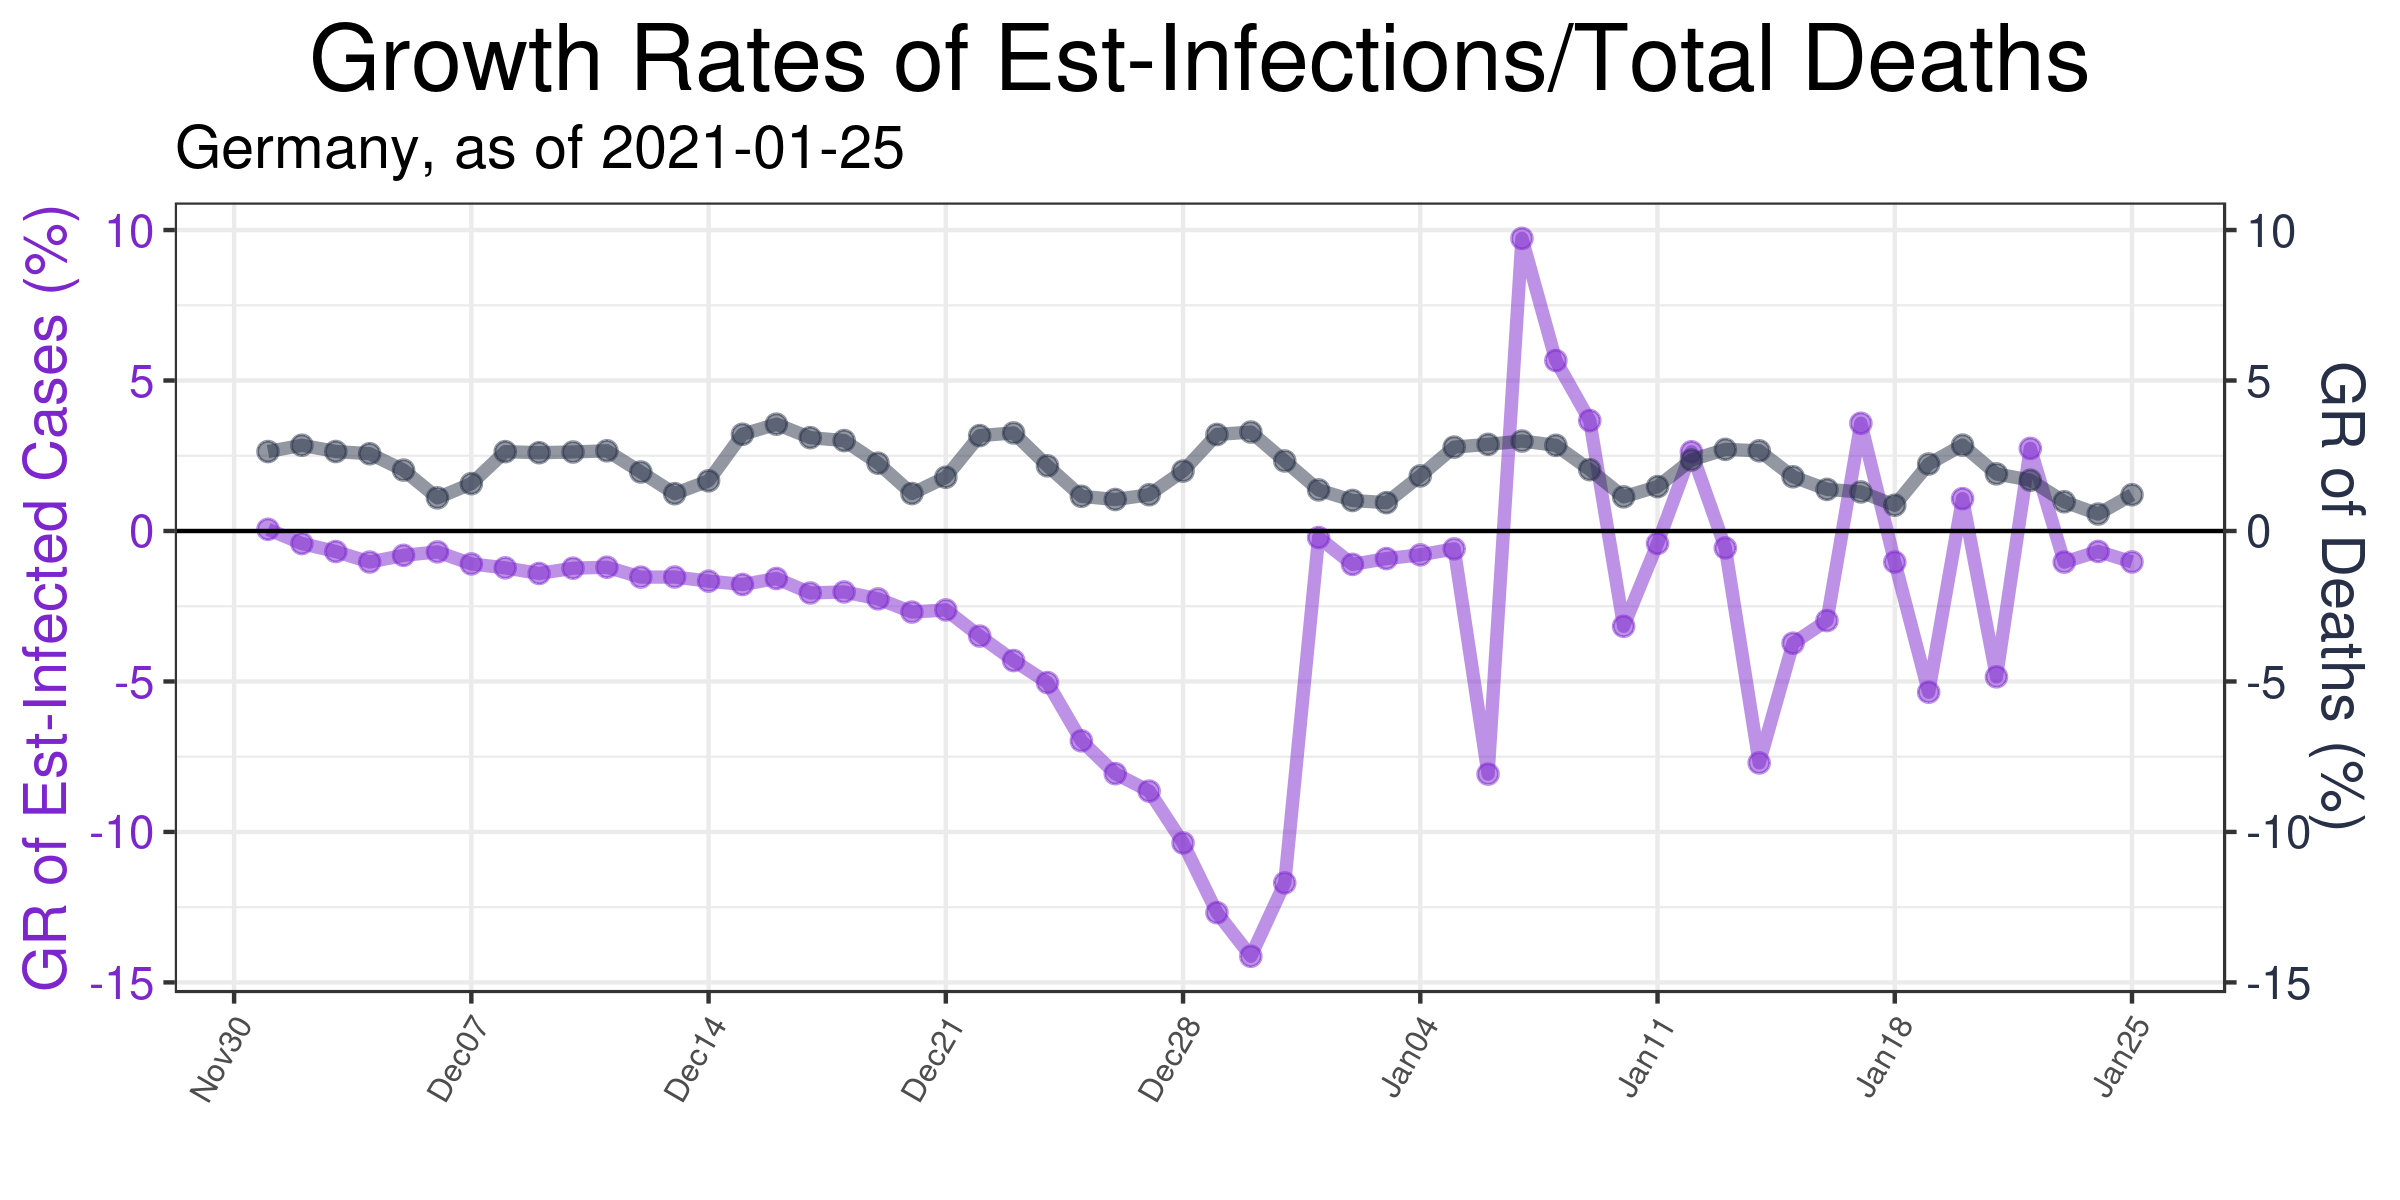 Growth Rates of Est-Infections/Total Deaths
Germany, as of 2021-01-25
GR of Est-Infected Cases (%)
10
5
0
-5
-10
-15
10
5
0
-5
-10
-15
GR of Deaths (%)
Nov30
Dec07
Dec14
Dec21
Dec28
Jan04
Jan11
Jan18
Jan25